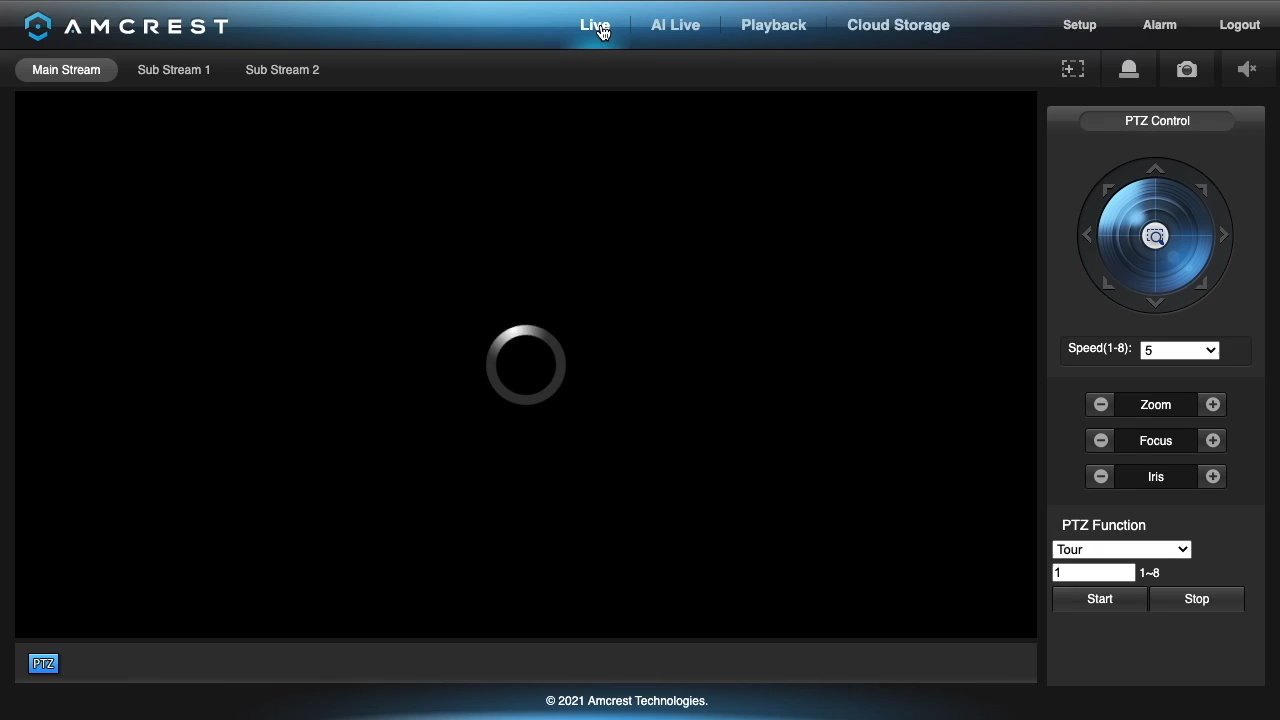 AMCREST
Live
AI Live
Playback
Cloud Storage
Setup
Alarm
Logout
Main Stream
Sub Stream 1
Sub Stream 2
PTZ Control
Speed(1-8):
5
Zoom
Focus
Iris
PTZ Function
Tour
1
1~8
Start
Stop
PTZ
© 2021 Amcrest Technologies.